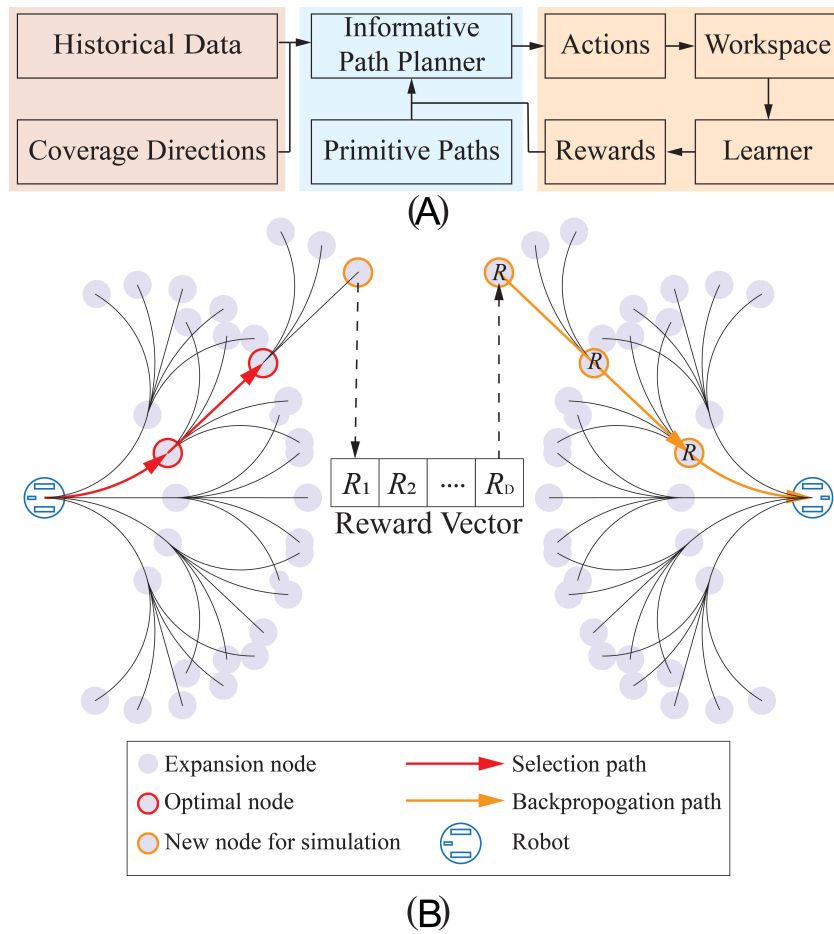 Historical Data
Informative
Path Planner
Actions
Workspace
Coverage Directions
Primitive Paths
Rewards
Learner
(A)
R
R
R
R1 R2 .... RD
Reward Vector
Expansion node
Selection path
Optimal node
Backpropogation path
New node for simulation
Robot
(B)